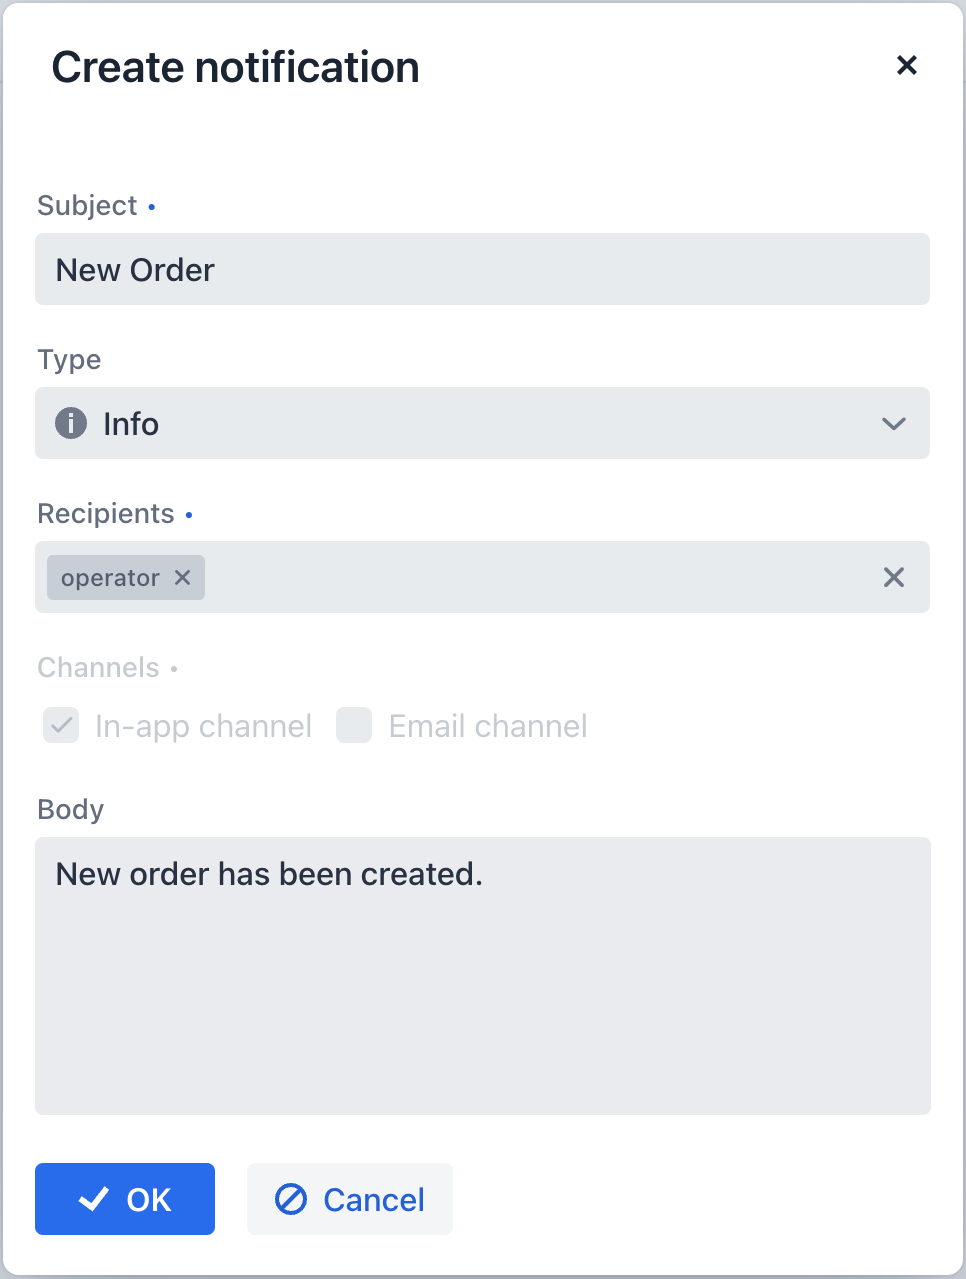 Create notification
Subject •
New Order
Type
Info
Recipients •
operator
Channels •
In-app channel Email channel
Body
New order has been created.
OK Cancel